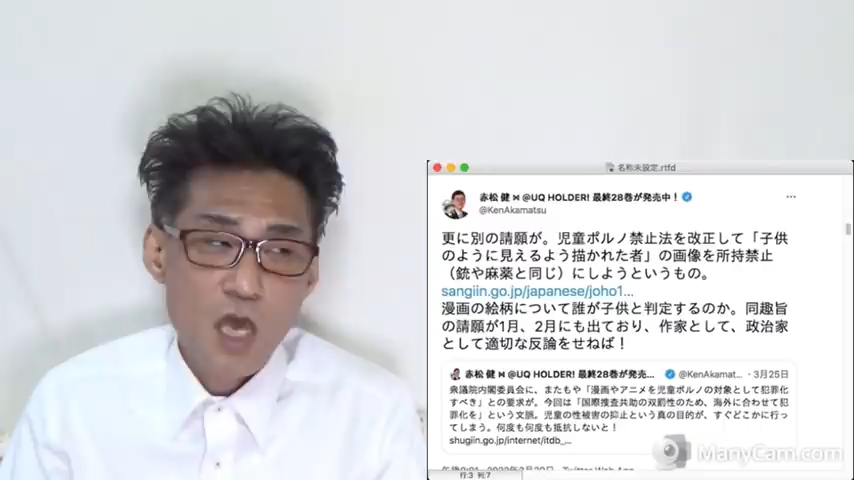 名称未設定.rtfd
赤松 健 ⋈ @UQ HOLDER! 最終28巻が発売中！
@KenAkamatsu
更に別の請願が。児童ポルノ禁止法を改正して「子供
のように見えるよう描かれた者」の画像を所持禁止
（銃や麻薬と同じ）にしようというもの。
sangiin.go.jp/japanese/joho1...
漫画の絵柄について誰が子供と判定するのか。同趣旨
の請願が1月、2月にも出ており、作家として、政治家
として適切な反論をせねば！
赤松 健 ⋈ @UQ HOLDER! 最終28巻が発売... @KenAkamat... · 3月25日
衆議院内閣委員会に、またもや「漫画やアニメを児童ポルノの対象として犯罪化
すべき」との要求が。今回は「国際捜査共助の双罰性のため、海外に合わせて犯
罪化を」という文脈。児童の性被害の抑止という真の目的が、すぐどこかに行っ
てしまう。何度も何度も抵抗しないと！
shugiin.go.jp/internet/itdb_...
ManyCam.com
行:3 列:7